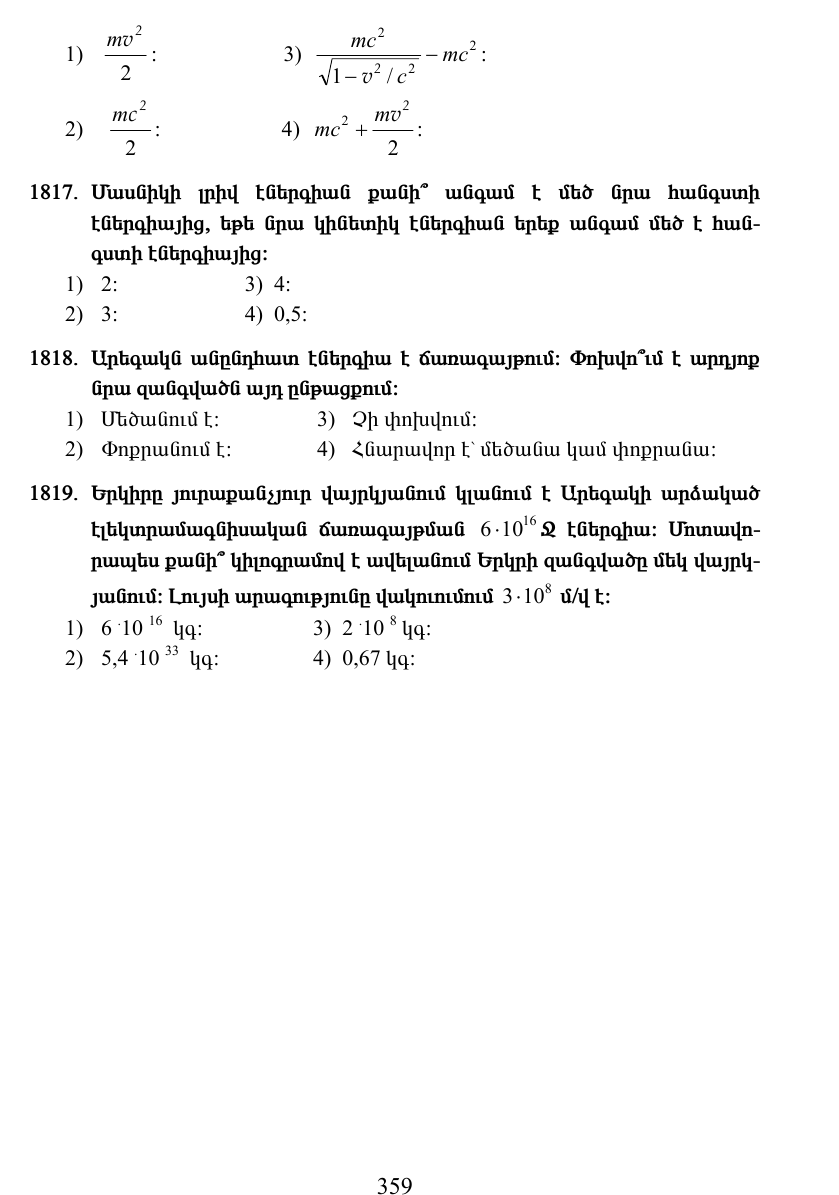 1) mv²/2 : 3) mc²/√(1 − v²/c²) − mc² :
2) mc²/2 : 4) mc² + mv²/2 :
1817. Մասնիկի լրիվ էներգիան քանի՞ անգամ է մեծ նրա հանգստի
էներգիայից, եթե նրա կինետիկ էներգիան երեք անգամ մեծ է հան-
գստի էներգիայից:
1) 2: 3) 4:
2) 3: 4) 0,5:
1818. Արեգակն անընդհատ էներգիա է ճառագայթում: Փոխվո՞ւմ է արդյոք
նրա զանգվածն այդ ընթացքում:
1) Մեծանում է: 3) Չի փոխվում:
2) Փոքրանում է: 4) Հնարավոր է՝ մեծանա կամ փոքրանա:
1819. Երկիրը յուրաքանչյուր վայրկյանում կլանում է Արեգակի արձակած
էլեկտրամագնիսական ճառագայթման 6·10¹⁶ Ջ էներգիա: Մոտավո-
րապես քանի՞ կիլոգրամով է ավելանում Երկրի զանգվածը մեկ վայրկ-
յանում: Լույսի արագությունը վակուումում 3·10⁸ մ/վ է:
1) 6·10¹⁶ կգ: 3) 2·10⁸ կգ:
2) 5,4·10³³ կգ: 4) 0,67 կգ:
359